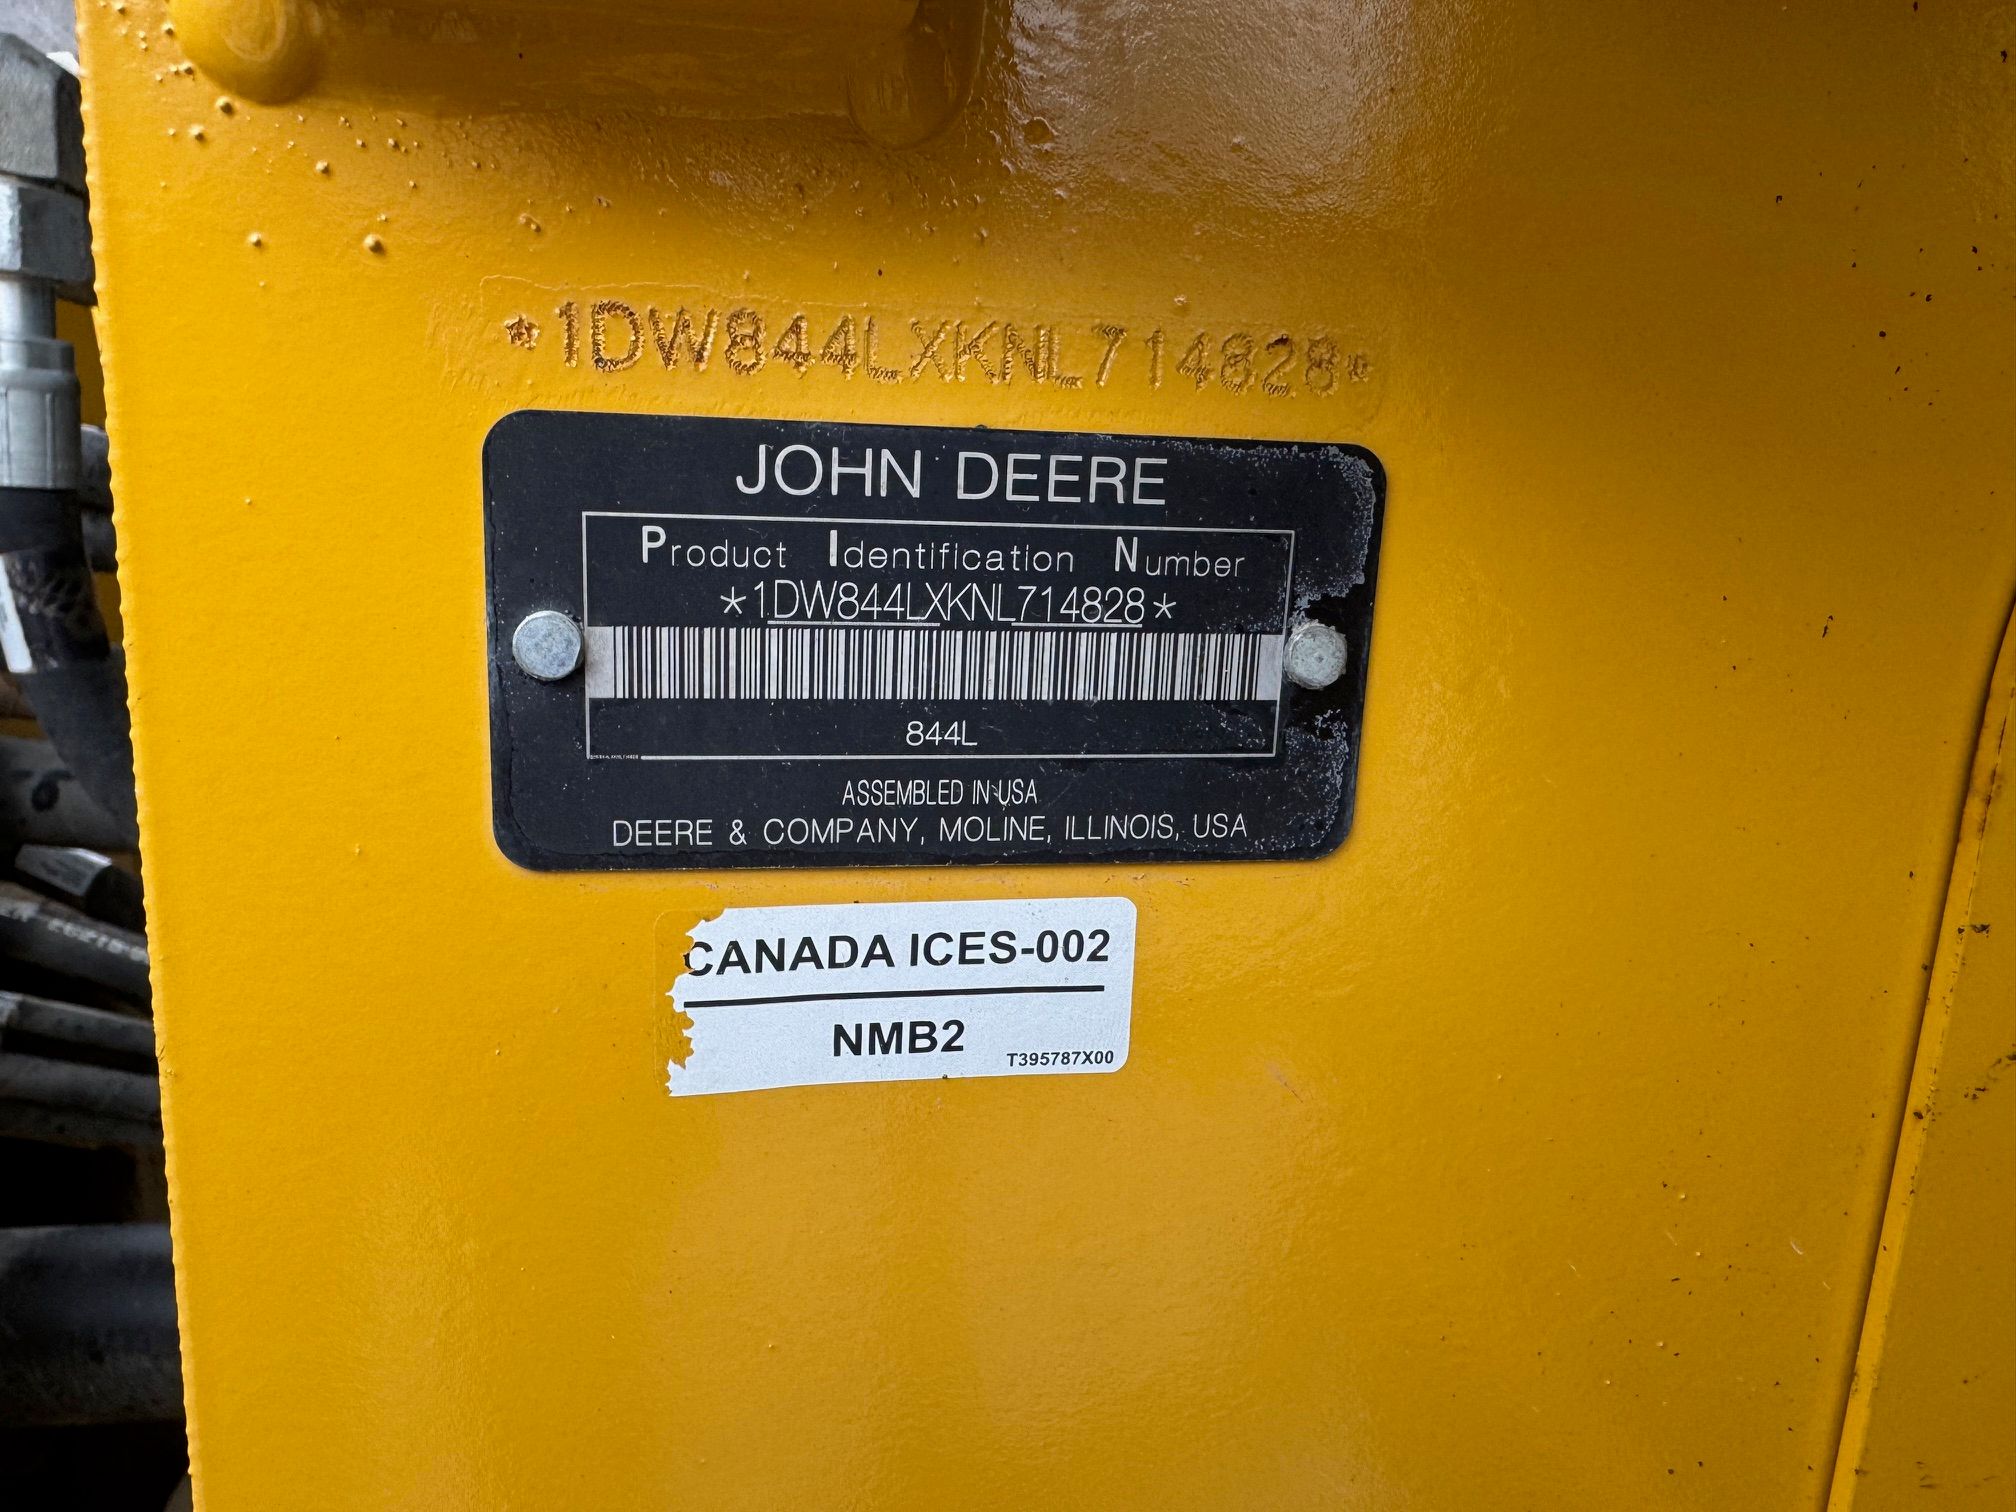 *1DW844LXKNL714828*
JOHN DEERE
Product Identification Number
*1DW844LXKNL714828*
844L
ASSEMBLED IN USA
DEERE & COMPANY, MOLINE, ILLINOIS, USA
CANADA ICES-002
NMB2
T395787X00